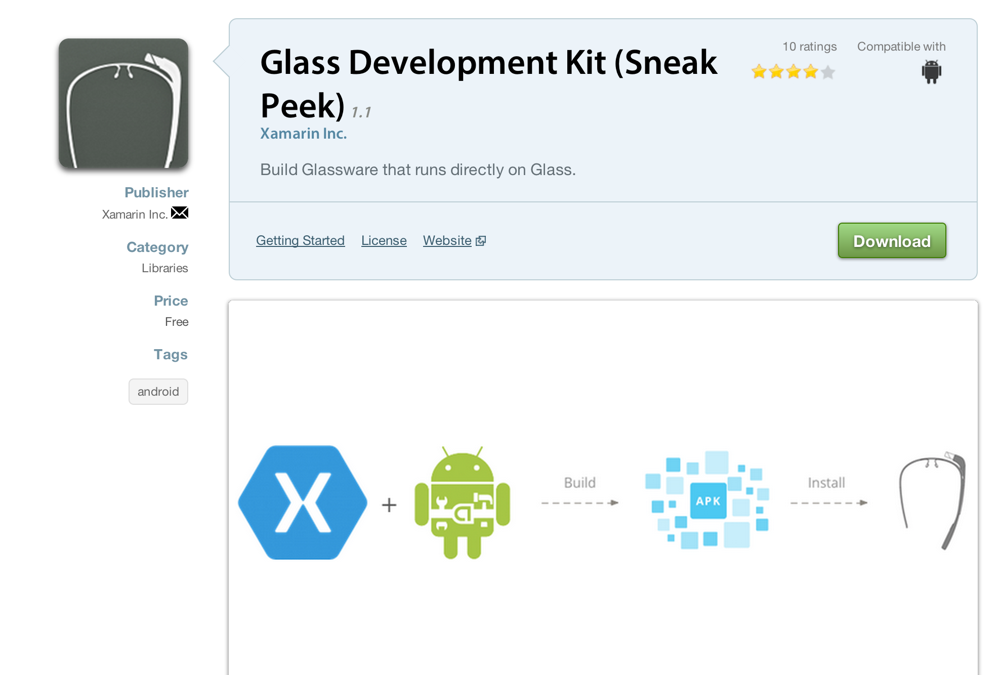 Glass Development Kit (Sneak
Peek) 1.1
Xamarin Inc.
Build Glassware that runs directly on Glass.
10 ratings
Compatible with
Getting Started
License
Website
Download
Publisher
Xamarin Inc.
Category
Libraries
Price
Free
Tags
android
X
+
Build
APK
Install